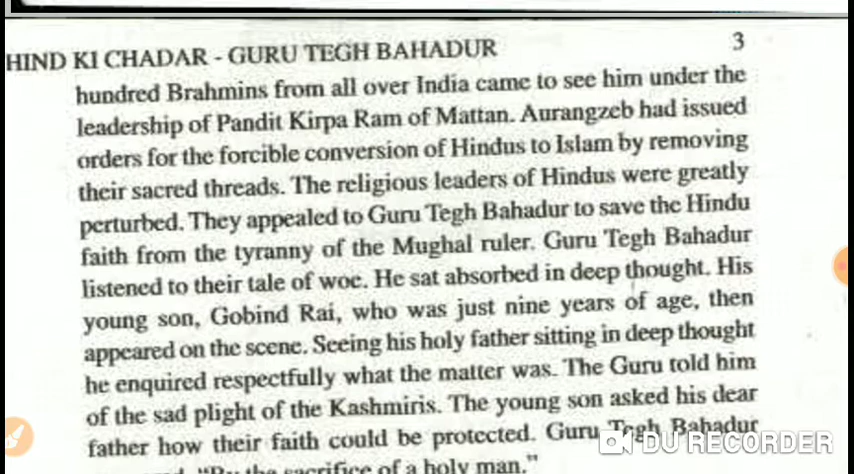 HIND KI CHADAR - GURU TEGH BAHADUR 3
hundred Brahmins from all over India came to see him under the
leadership of Pandit Kirpa Ram of Mattan. Aurangzeb had issued
orders for the forcible conversion of Hindus to Islam by removing
their sacred threads. The religious leaders of Hindus were greatly
perturbed. They appealed to Guru Tegh Bahadur to save the Hindu
faith from the tyranny of the Mughal ruler. Guru Tegh Bahadur
listened to their tale of woe. He sat absorbed in deep thought. His
young son, Gobind Rai, who was just nine years of age, then
appeared on the scene. Seeing his holy father sitting in deep thought
he enquired respectfully what the matter was. The Guru told him
of the sad plight of the Kashmiris. The young son asked his dear
father how their faith could be protected. Guru Tegh Bahadur
"By the sacrifice of a holy man."
DU RECORDER